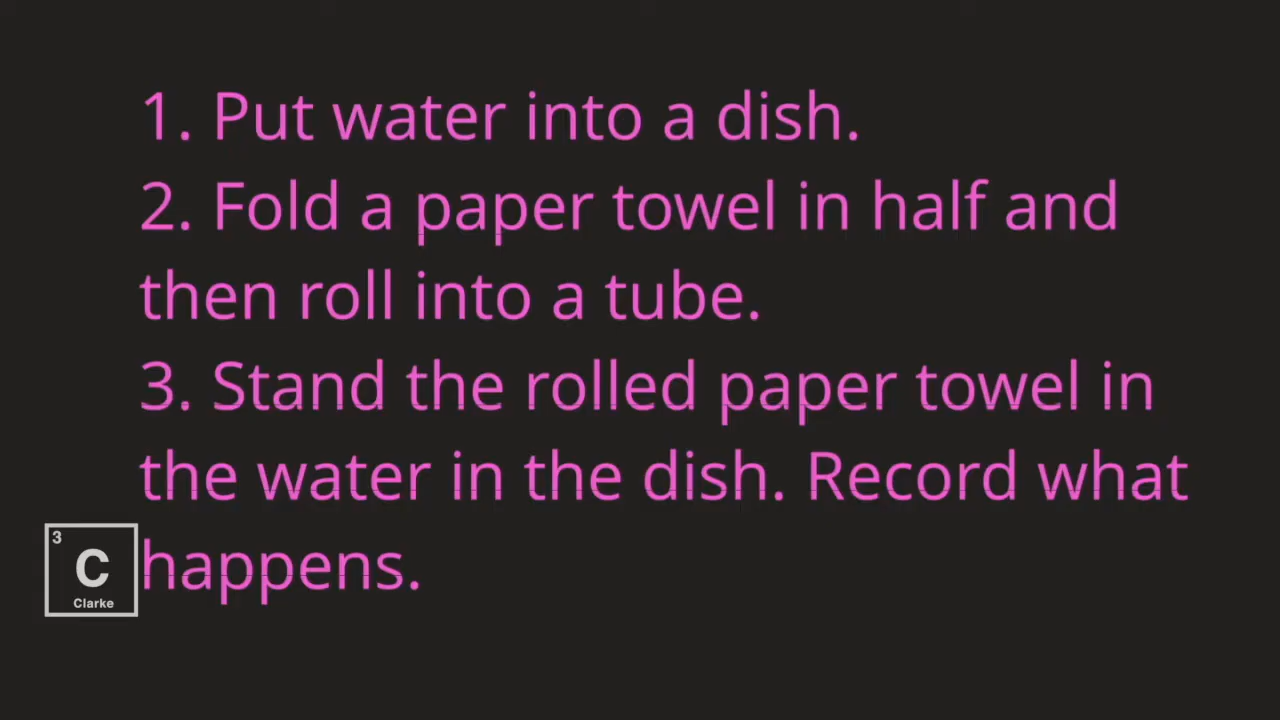 1. Put water into a dish.
2. Fold a paper towel in half and
then roll into a tube.
3. Stand the rolled paper towel in
the water in the dish. Record what
happens.
3
C
Clarke